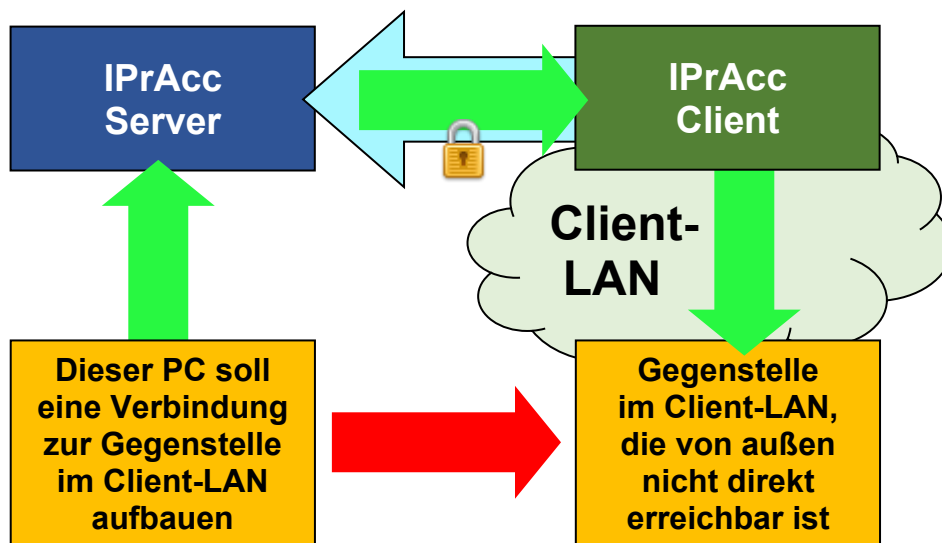 IPrAcc
Server
IPrAcc
Client
Client-
LAN
Dieser PC soll
eine Verbindung
zur Gegenstelle
im Client-LAN
aufbauen
Gegenstelle
im Client-LAN,
die von außen
nicht direkt
erreichbar ist